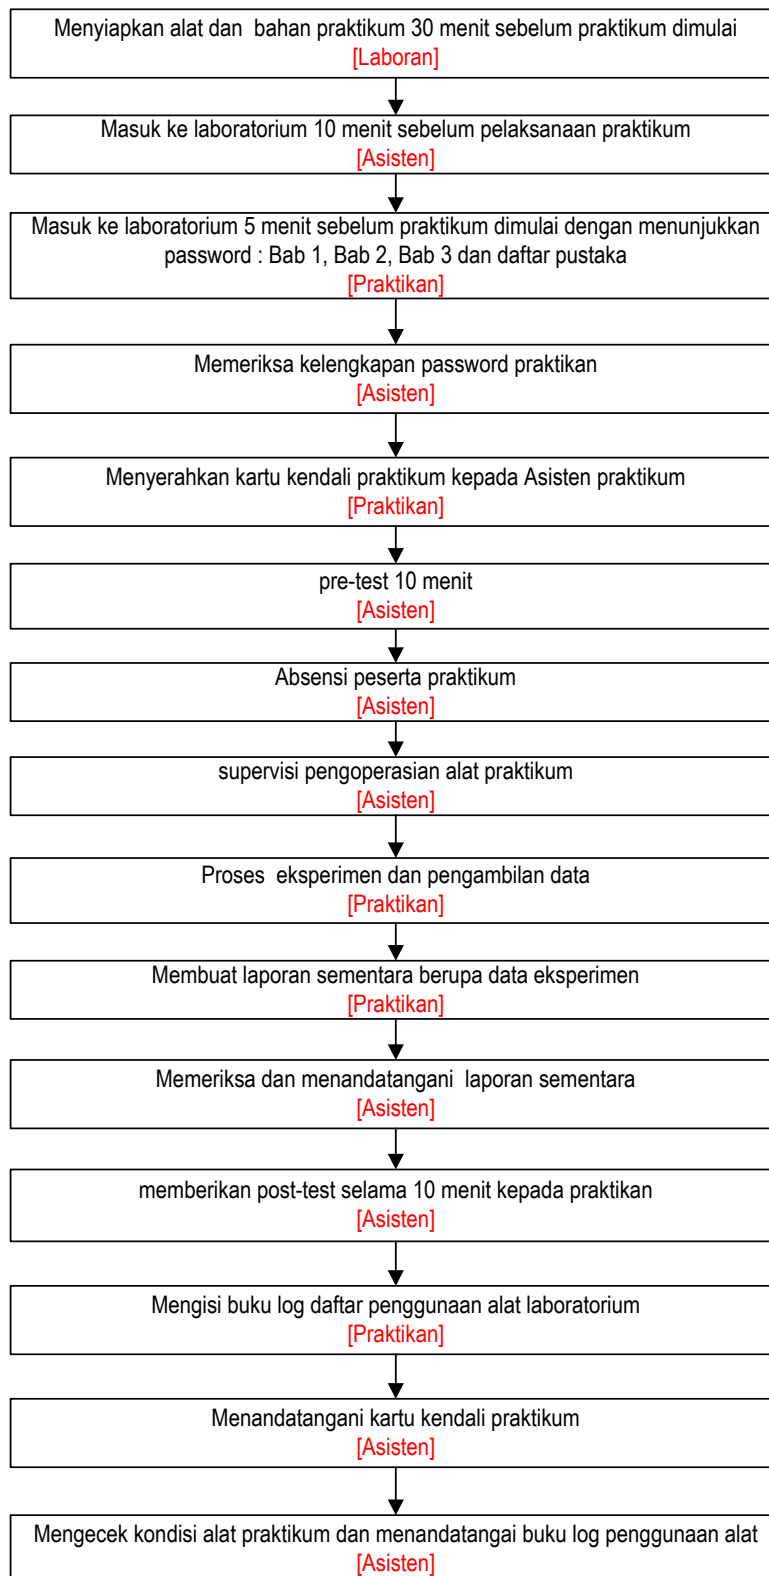 Menyiapkan alat dan  bahan praktikum 30 menit sebelum praktikum dimulai
[Laboran]
Masuk ke laboratorium 10 menit sebelum pelaksanaan praktikum
[Asisten]
Masuk ke laboratorium 5 menit sebelum praktikum dimulai dengan menunjukkan
password : Bab 1, Bab 2, Bab 3 dan daftar pustaka
[Praktikan]
Memeriksa kelengkapan password praktikan
[Asisten]
Menyerahkan kartu kendali praktikum kepada Asisten praktikum
[Praktikan]
pre-test 10 menit
[Asisten]
Absensi peserta praktikum
[Asisten]
supervisi pengoperasian alat praktikum
[Asisten]
Proses  eksperimen dan pengambilan data
[Praktikan]
Membuat laporan sementara berupa data eksperimen
[Praktikan]
Memeriksa dan menandatangani  laporan sementara
[Asisten]
memberikan post-test selama 10 menit kepada praktikan
[Asisten]
Mengisi buku log daftar penggunaan alat laboratorium
[Praktikan]
Menandatangani kartu kendali praktikum
[Asisten]
Mengecek kondisi alat praktikum dan menandatangai buku log penggunaan alat
[Asisten]